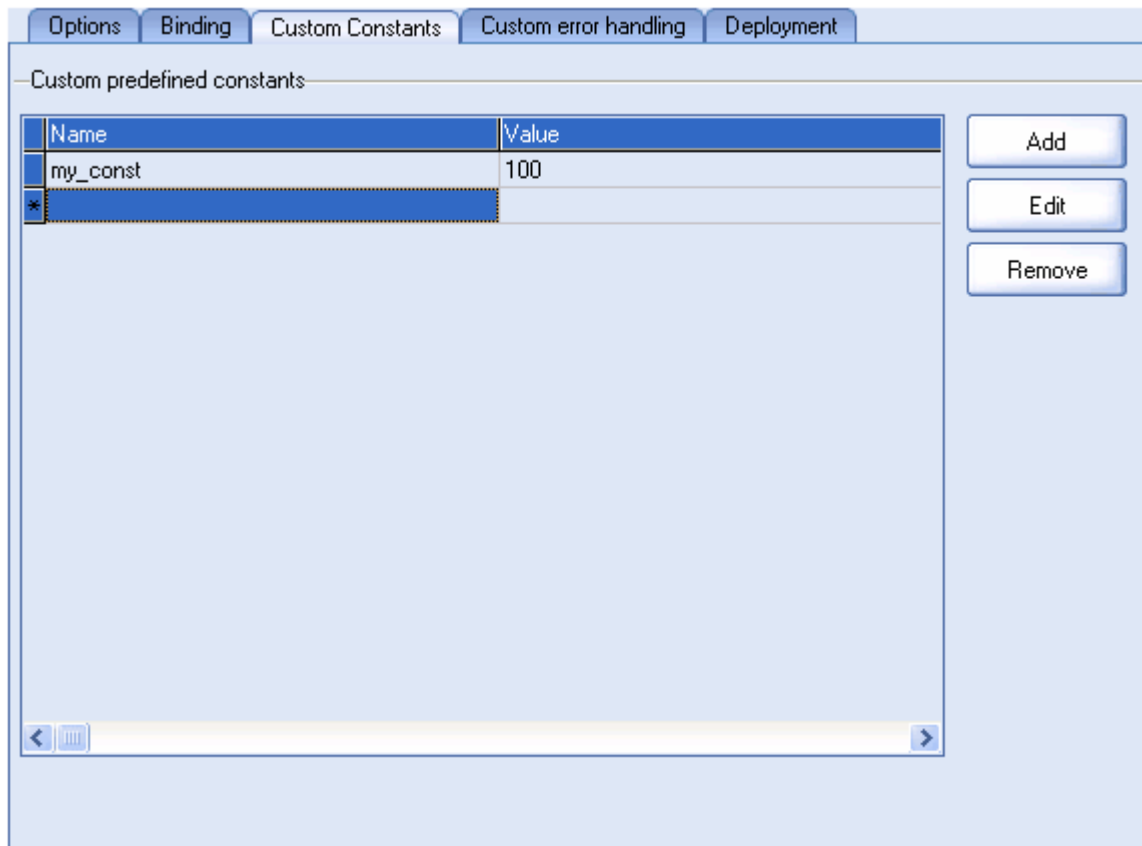 Options Binding Custom Constants Custom error handling Deployment
Custom predefined constants
Name Value Add
my_const 100
* Edit
Remove